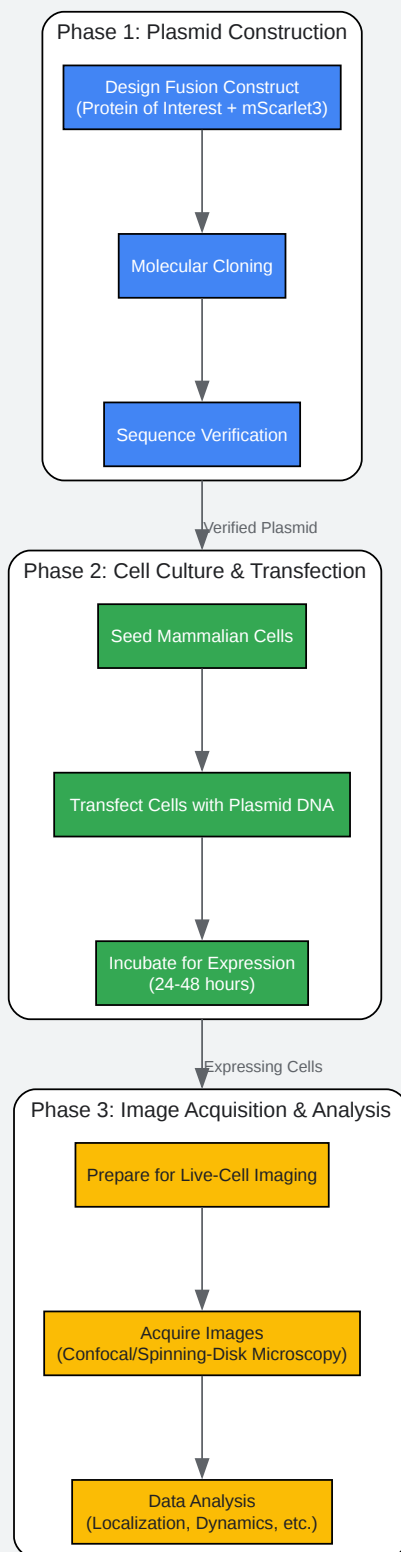 Phase 1: Plasmid Construction
Design Fusion Construct
(Protein of Interest + mScarlet3)
Molecular Cloning
Sequence Verification
Verified Plasmid
Phase 2: Cell Culture & Transfection
Seed Mammalian Cells
Transfect Cells with Plasmid DNA
Incubate for Expression
(24-48 hours)
Expressing Cells
Phase 3: Image Acquisition & Analysis
Prepare for Live-Cell Imaging
Acquire Images
(Confocal/Spinning-Disk Microscopy)
Data Analysis
(Localization, Dynamics, etc.)